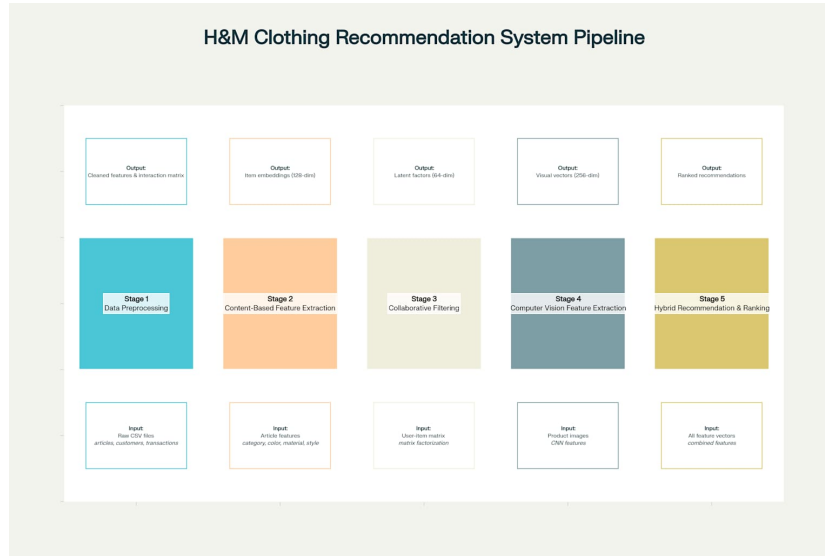 H&M Clothing Recommendation System Pipeline
Output:
Cleaned features & interaction matrix
Output:
Item embeddings (128-dim)
Output:
Latent factors (64-dim)
Output:
Visual vectors (256-dim)
Output:
Ranked recommendations
Stage 1
Data Preprocessing
Stage 2
Content-Based Feature Extraction
Stage 3
Collaborative Filtering
Stage 4
Computer Vision Feature Extraction
Stage 5
Hybrid Recommendation & Ranking
Input:
Raw CSV files
articles, customers, transactions
Input:
Article features
category, color, material, style
Input:
User-item matrix
matrix factorization
Input:
Product images
CNN features
Input:
All feature vectors
combined features